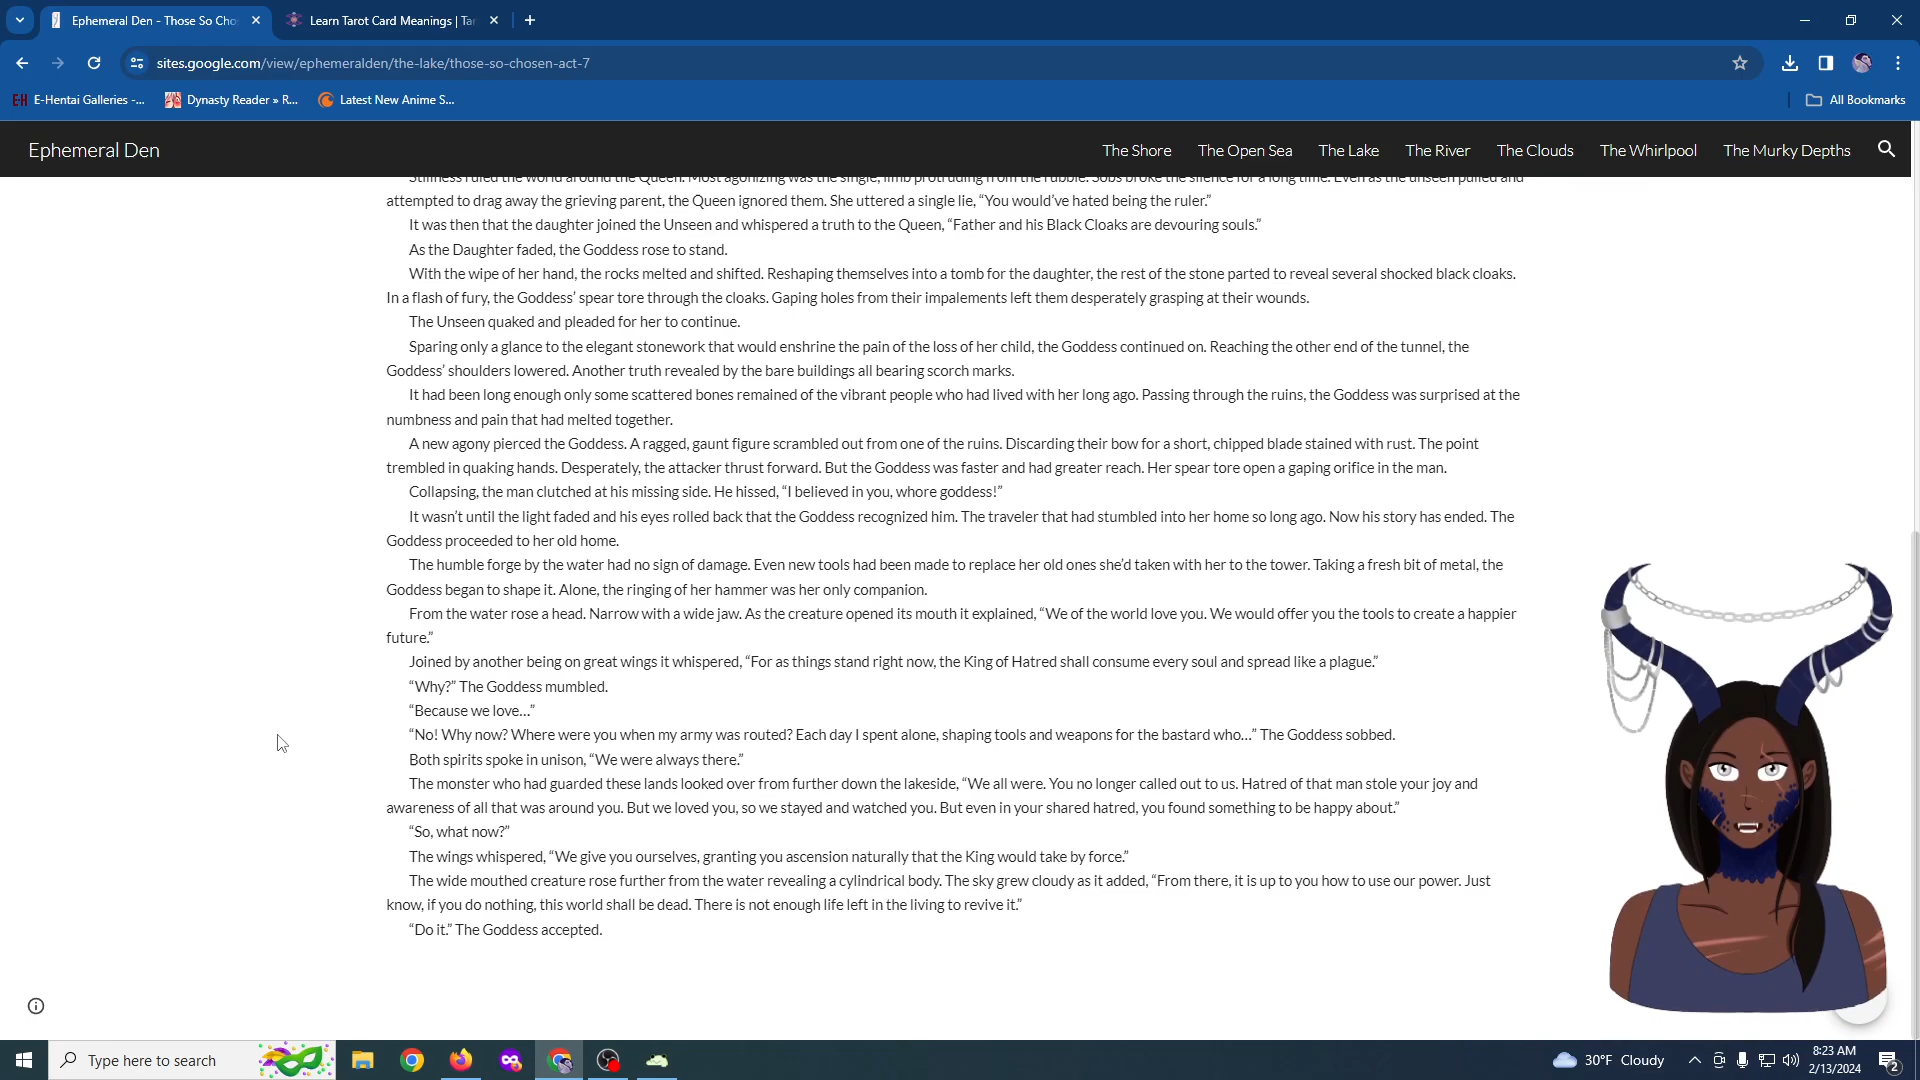 Ephemeral Den - Those So Cho
Learn Tarot Card Meanings | Ta
sites.google.com/view/ephemeralden/the-lake/those-so-chosen-act-7
E-H E-Hentai Galleries -...
Dynasty Reader » R...
Latest New Anime S...
All Bookmarks
Ephemeral Den
The Shore
The Open Sea
The Lake
The River
The Clouds
The Whirlpool
The Murky Depths
Stillness ruled the world around the Queen. Most agonizing was the single, limb protruding from the rubble. Sobs broke the silence for a long time. Even as the unseen pulled and
attempted to drag away the grieving parent, the Queen ignored them. She uttered a single lie, “You would’ve hated being the ruler.”
It was then that the daughter joined the Unseen and whispered a truth to the Queen, “Father and his Black Cloaks are devouring souls.”
As the Daughter faded, the Goddess rose to stand.
With the wipe of her hand, the rocks melted and shifted. Reshaping themselves into a tomb for the daughter, the rest of the stone parted to reveal several shocked black cloaks.
In a flash of fury, the Goddess’ spear tore through the cloaks. Gaping holes from their impalements left them desperately grasping at their wounds.
The Unseen quaked and pleaded for her to continue.
Sparing only a glance to the elegant stonework that would enshrine the pain of the loss of her child, the Goddess continued on. Reaching the other end of the tunnel, the
Goddess’ shoulders lowered. Another truth revealed by the bare buildings all bearing scorch marks.
It had been long enough only some scattered bones remained of the vibrant people who had lived with her long ago. Passing through the ruins, the Goddess was surprised at the
numbness and pain that had melted together.
A new agony pierced the Goddess. A ragged, gaunt figure scrambled out from one of the ruins. Discarding their bow for a short, chipped blade stained with rust. The point
trembled in quaking hands. Desperately, the attacker thrust forward. But the Goddess was faster and had greater reach. Her spear tore open a gaping orifice in the man.
Collapsing, the man clutched at his missing side. He hissed, “I believed in you, whore goddess!”
It wasn’t until the light faded and his eyes rolled back that the Goddess recognized him. The traveler that had stumbled into her home so long ago. Now his story has ended. The
Goddess proceeded to her old home.
The humble forge by the water had no sign of damage. Even new tools had been made to replace her old ones she’d taken with her to the tower. Taking a fresh bit of metal, the
Goddess began to shape it. Alone, the ringing of her hammer was her only companion.
From the water rose a head. Narrow with a wide jaw. As the creature opened its mouth it explained, “We of the world love you. We would offer you the tools to create a happier
future.”
Joined by another being on great wings it whispered, “For as things stand right now, the King of Hatred shall consume every soul and spread like a plague.”
“Why?” The Goddess mumbled.
“Because we love…”
“No! Why now? Where were you when my army was routed? Each day I spent alone, shaping tools and weapons for the bastard who…” The Goddess sobbed.
Both spirits spoke in unison, “We were always there.”
The monster who had guarded these lands looked over from further down the lakeside, “We all were. You no longer called out to us. Hatred of that man stole your joy and
awareness of all that was around you. But we loved you, so we stayed and watched you. But even in your shared hatred, you found something to be happy about.”
“So, what now?”
The wings whispered, “We give you ourselves, granting you ascension naturally that the King would take by force.”
The wide mouthed creature rose further from the water revealing a cylindrical body. The sky grew cloudy as it added, “From there, it is up to you how to use our power. Just
know, if you do nothing, this world shall be dead. There is not enough life left in the living to revive it.”
“Do it.” The Goddess accepted.
Type here to search
30°F Cloudy
8:23 AM
2/13/2024
2